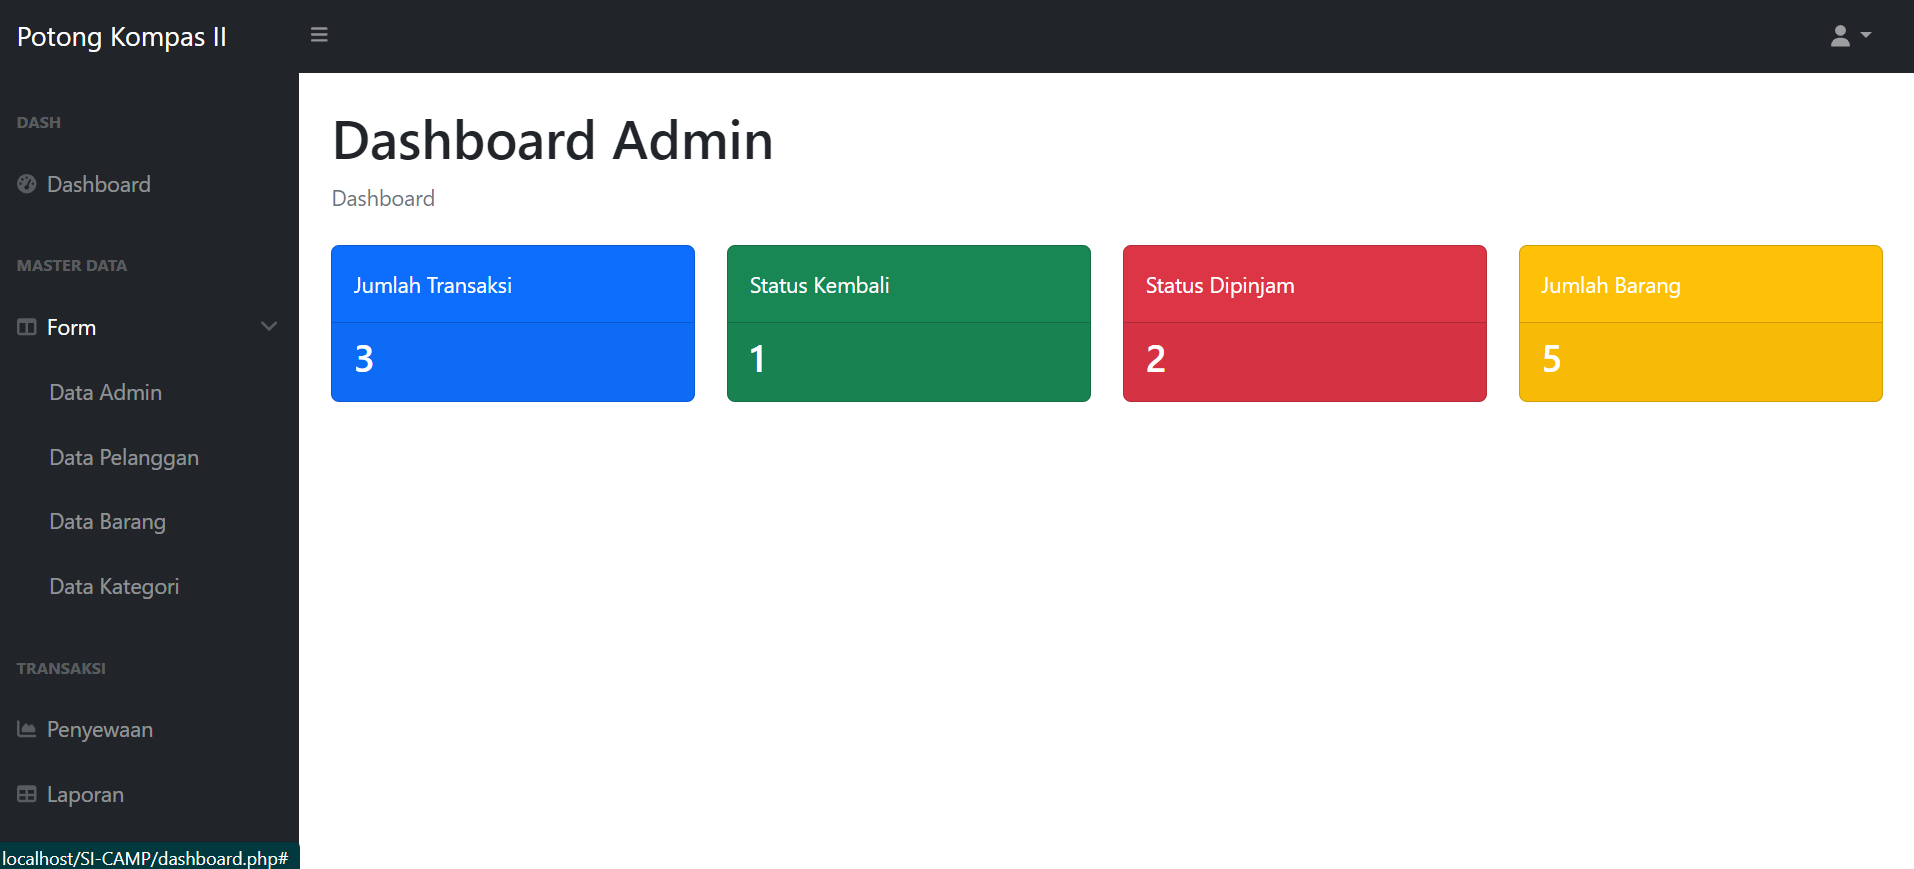 Potong Kompas II
DASH
Dashboard
MASTER DATA
Form
Data Admin
Data Pelanggan
Data Barang
Data Kategori
TRANSAKSI
Penyewaan
Laporan
localhost/SI-CAMP/dashboard.php#
Dashboard Admin
Dashboard
Jumlah Transaksi
3
Status Kembali
1
Status Dipinjam
2
Jumlah Barang
5